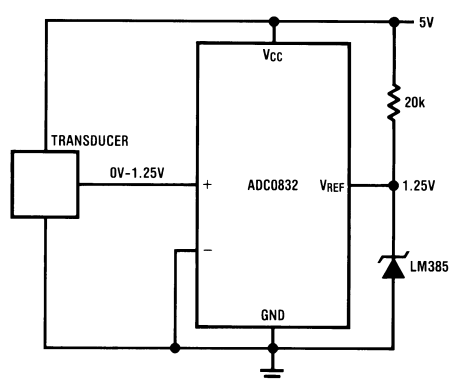 5V
VCC
20k
TRANSDUCER
0V–1.25V
+
ADC0832
VREF
1.25V
−
LM385
GND